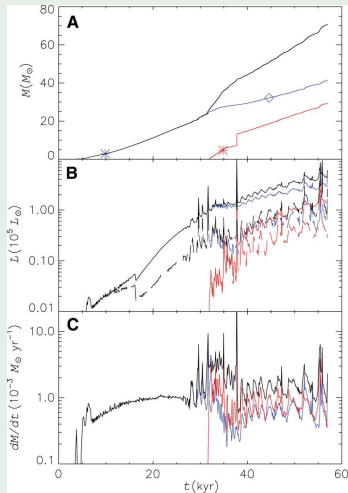 A
80
60
40
20
0
M(M⊙)
B
1.00
0.10
0.01
L(10⁵ L⊙)
C
10.0
1.0
0.1
dM/dt (10⁻³ M⊙ yr⁻¹)
0 20 40 60
t(kyr)